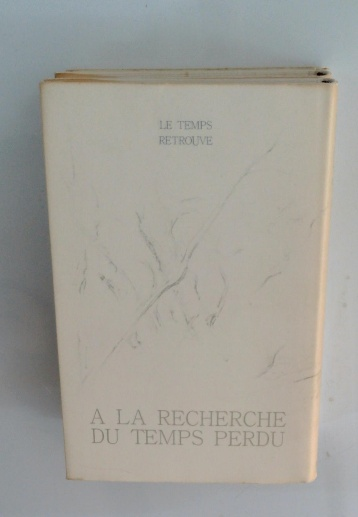 LE TEMPS
RETROUVE
A LA RECHERCHE
DU TEMPS PERDU